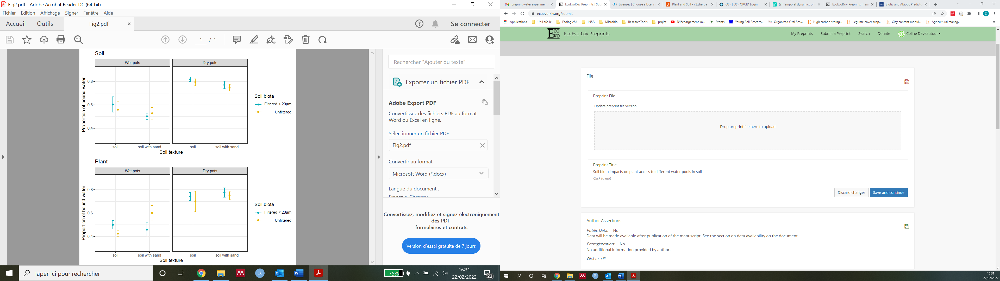 Fig2.pdf - Adobe Acrobat Reader DC (64-bit)
Fichier Edition Affichage Signer Fenêtre Aide
Accueil Outils Fig2.pdf × Se connecter
1 / 1
Soil
Wet pots Dry pots
Proportion of bound water
0.8
0.6
0.4
soil soil with sand soil soil with sand
Soil texture
Soil biota
Filtered < 20µm
Unfiltered
Plant
Wet pots Dry pots
Proportion of bound water
0.8
0.6
0.4
soil soil with sand soil soil with sand
Soil texture
Soil biota
Filtered < 20µm
Unfiltered
Rechercher "Ajouter du texte"
Exporter un fichier PDF
Adobe Export PDF
Convertissez des fichiers PDF au format
Word ou Excel en ligne.
Sélectionner un fichier PDF
Fig2.pdf
Convertir au format
Microsoft Word (*.docx)
Langue du document :
Français Changer
Convertissez, modifiez et signez électroniquement
des PDF
formulaires et contrats
Version d'essai gratuite de 7 jours
Taper ici pour rechercher
75%
16:31
22/02/2022
22
preprint water experiment EcoEvoRxiv Preprints | Sub Licenses | Choose a Licens Plant and Soil - v2.sherpa OSF | OSF ORCID Login (2) Temporal dynamics of EcoEvoRxiv Preprints | Tem Biotic and Abiotic Predicto
ecoevorxiv.org/submit
Applications UniLaSalle EcologieS4 INSA Microbio ResearchTools projet Téléchargement Yo... Events Young Soil Researc... Organized Oral Ses... High carbon storag... Legume cover crop... Clay content modul... Agricultural manag...
ECO EVO EcoEvoRxiv Preprints My Preprints Submit a Preprint Search Donate Coline Deveautour
File
Preprint File
Update preprint file version.
Drop preprint file here to upload
Preprint Title
Soil biota impacts on plant access to different water pools in soil
Click to edit
Discard changes Save and continue
Author Assertions
Public Data: No
Data will be made available after publication of the manuscript. See the section on data availability on the document.
Preregistration: No
No additional information provided by author.
Click to edit
16:31
22/02/2022